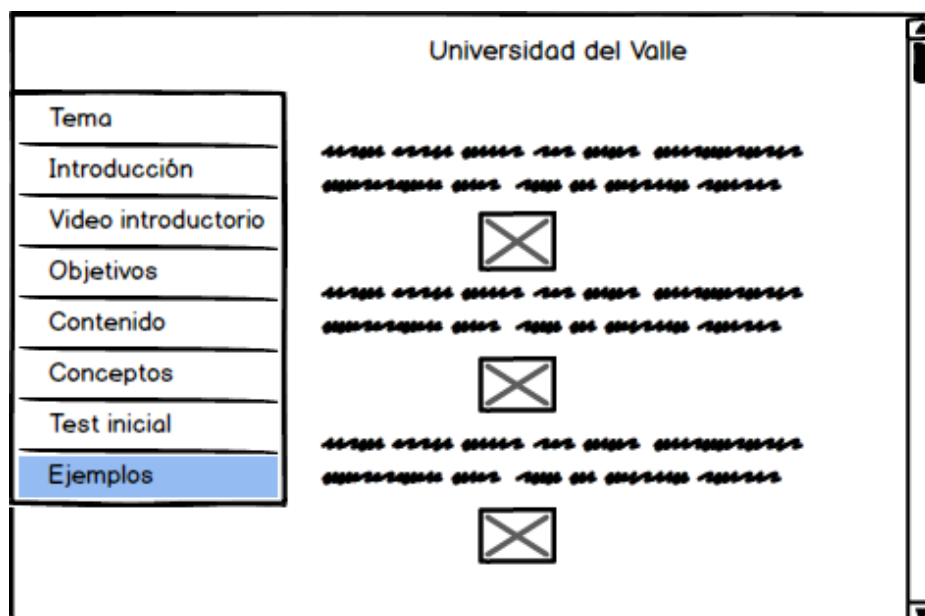 Universidad del Valle
Tema
Introducción
Video introductorio
Objetivos
Contenido
Conceptos
Test inicial
Ejemplos